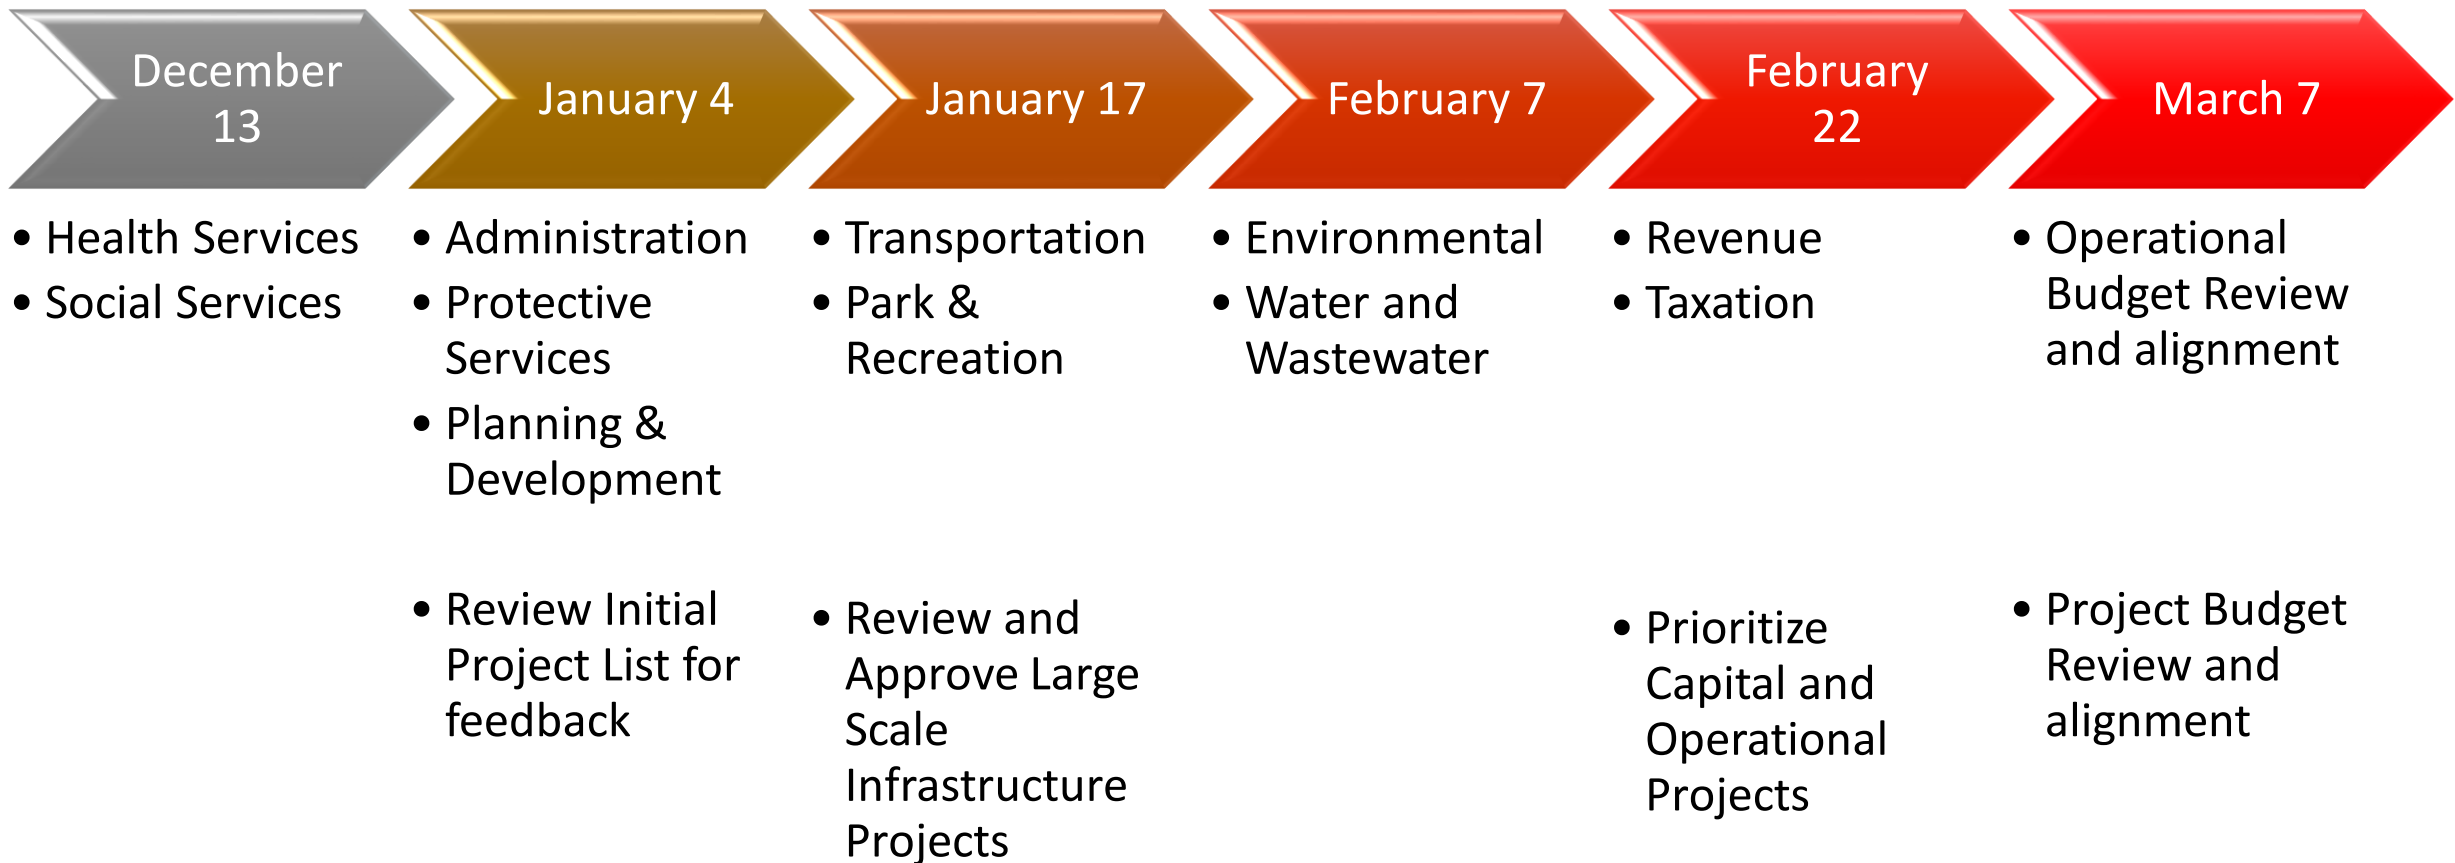 December
13
• Health Services
• Social Services
January 4
• Administration
• Protective
Services
• Planning &
Development
• Review Initial
Project List for
feedback
January 17
• Transportation
• Park &
Recreation
• Review and
Approve Large
Scale
Infrastructure
Projects
February 7
• Environmental
• Water and
Wastewater
February
22
• Revenue
• Taxation
• Prioritize
Capital and
Operational
Projects
March 7
• Operational
Budget Review
and alignment
• Project Budget
Review and
alignment